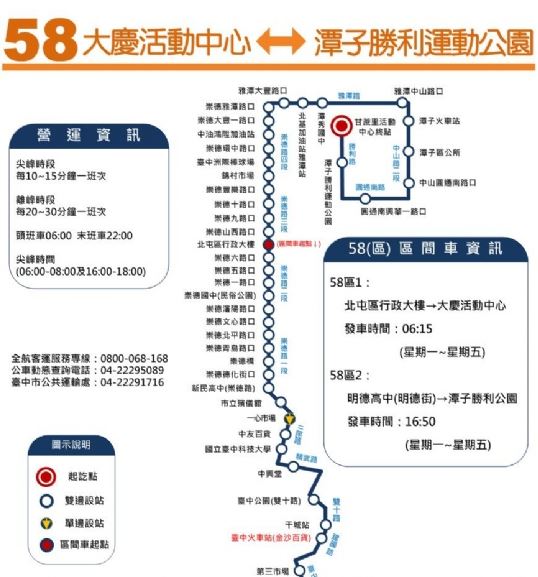 58 大慶活動中心 潭子勝利運動公園
營運資訊
尖峰時段
每10~15分鐘一班次
離峰時段
每20~30分鐘一班次
頭班車06:00 末班車22:00
尖峰時間
(06:00-08:00及16:00-18:00)
全航客運服務專線：0800-068-168
公車動態查詢電話：04-22295089
臺中市公共運輸處：04-22291716
圖示說明
起訖點
雙邊設站
單邊設站
區間車起點
雅潭大豐路口
雅潭路
雅潭中山路口
崇德雅潭路口
崇德大豐一路口
中油鴻陞加油站
崇德環中路口
臺中洲際棒球場
舊村市場
崇德豐樂路口
崇德十路口
崇德九路口
崇德山西路口
北屯區行政大樓
(區間車起點↓)
崇德六路口
崇德五路口
崇德一路口
崇德國中(民俗公園)
崇德瀋陽路口
崇德文心路口
崇德北平路口
崇德青島路口
崇德橋
崇德德化街口
新民高中(崇德路)
市立殯儀館
一心市場
中友百貨
國立臺中科技大學
中興堂
臺中公園(雙十路)
干城站
臺中火車站(金沙百貨)
第三市場
崇德路四段
崇德路三段
崇德路二段
崇德路一段
三民路
精武路
雙十路
北基加油站雅潭站
潭秀國中
甘蔗里活動
中心終點
勝利路
潭子勝利運動公園
圓通南路
圓通南興華一路口
中山路二段
潭子火車站
潭子區公所
中山圓通南路口
58(區) 區間車資訊
58區1：
北屯區行政大樓→大慶活動中心
發車時間：06:15
(星期一~星期五)
58區2：
明德高中(明德街)→潭子勝利公園
發車時間：16:50
(星期一~星期五)